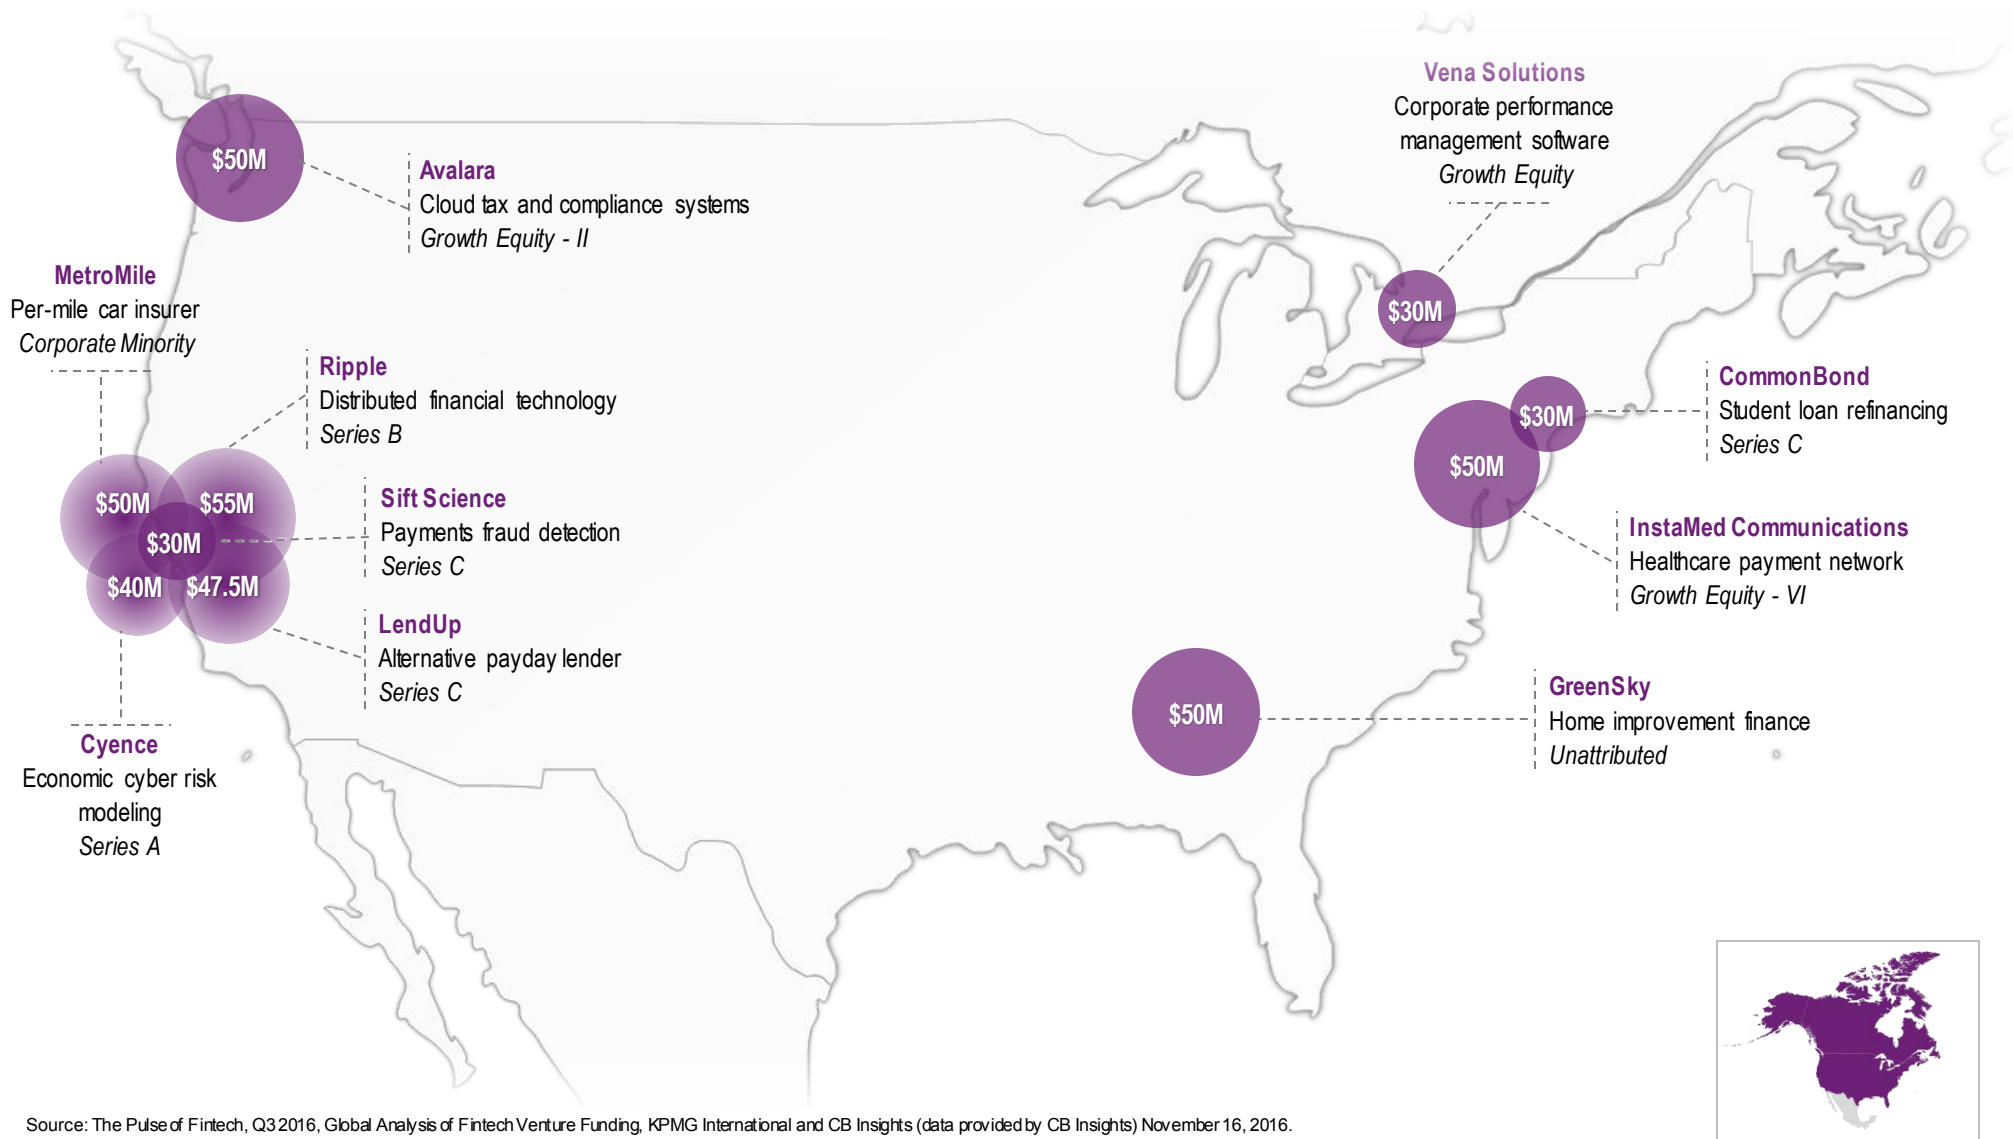 Vena Solutions
Corporate performance
management software
Growth Equity
$50M
Avalara
Cloud tax and compliance systems
Growth Equity - II
MetroMile
Per-mile car insurer
Corporate Minority
$30M
Ripple
Distributed financial technology
Series B
CommonBond
Student loan refinancing
Series C
$30M
$50M
$50M
$55M
$30M
$40M
$47.5M
Sift Science
Payments fraud detection
Series C
InstaMed Communications
Healthcare payment network
Growth Equity - VI
LendUp
Alternative payday lender
Series C
GreenSky
Home improvement finance
Unattributed
$50M
Cyence
Economic cyber risk
modeling
Series A
Source: The Pulse of Fintech, Q3 2016, Global Analysis of Fintech Venture Funding, KPMG International and CB Insights (data provided by CB Insights) November 16, 2016.